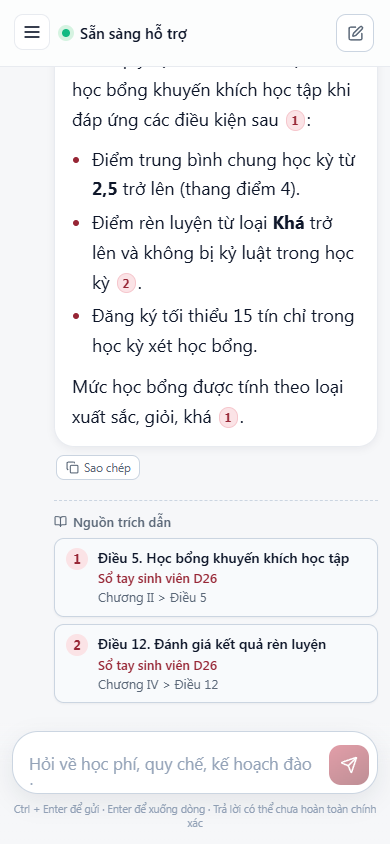 Sẵn sàng hỗ trợ
học bổng khuyến khích học tập khi
đáp ứng các điều kiện sau 1:
• Điểm trung bình chung học kỳ từ
2,5 trở lên (thang điểm 4).
• Điểm rèn luyện từ loại Khá trở
lên và không bị kỷ luật trong học
kỳ 2.
• Đăng ký tối thiểu 15 tín chỉ trong
học kỳ xét học bổng.
Mức học bổng được tính theo loại
xuất sắc, giỏi, khá 1.
Sao chép
Nguồn trích dẫn
1 Điều 5. Học bổng khuyến khích học tập
Sổ tay sinh viên D26
Chương II > Điều 5
2 Điều 12. Đánh giá kết quả rèn luyện
Sổ tay sinh viên D26
Chương IV > Điều 12
Hỏi về học phí, quy chế, kế hoạch đào
Ctrl + Enter để gửi · Enter để xuống dòng · Trả lời có thể chưa hoàn toàn chính
xác